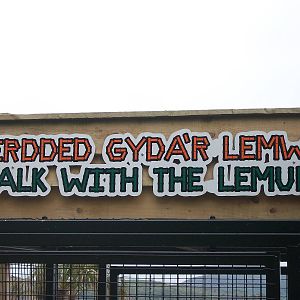 ERDDED GYDA'R LEMW
ALK WITH THE LEMU